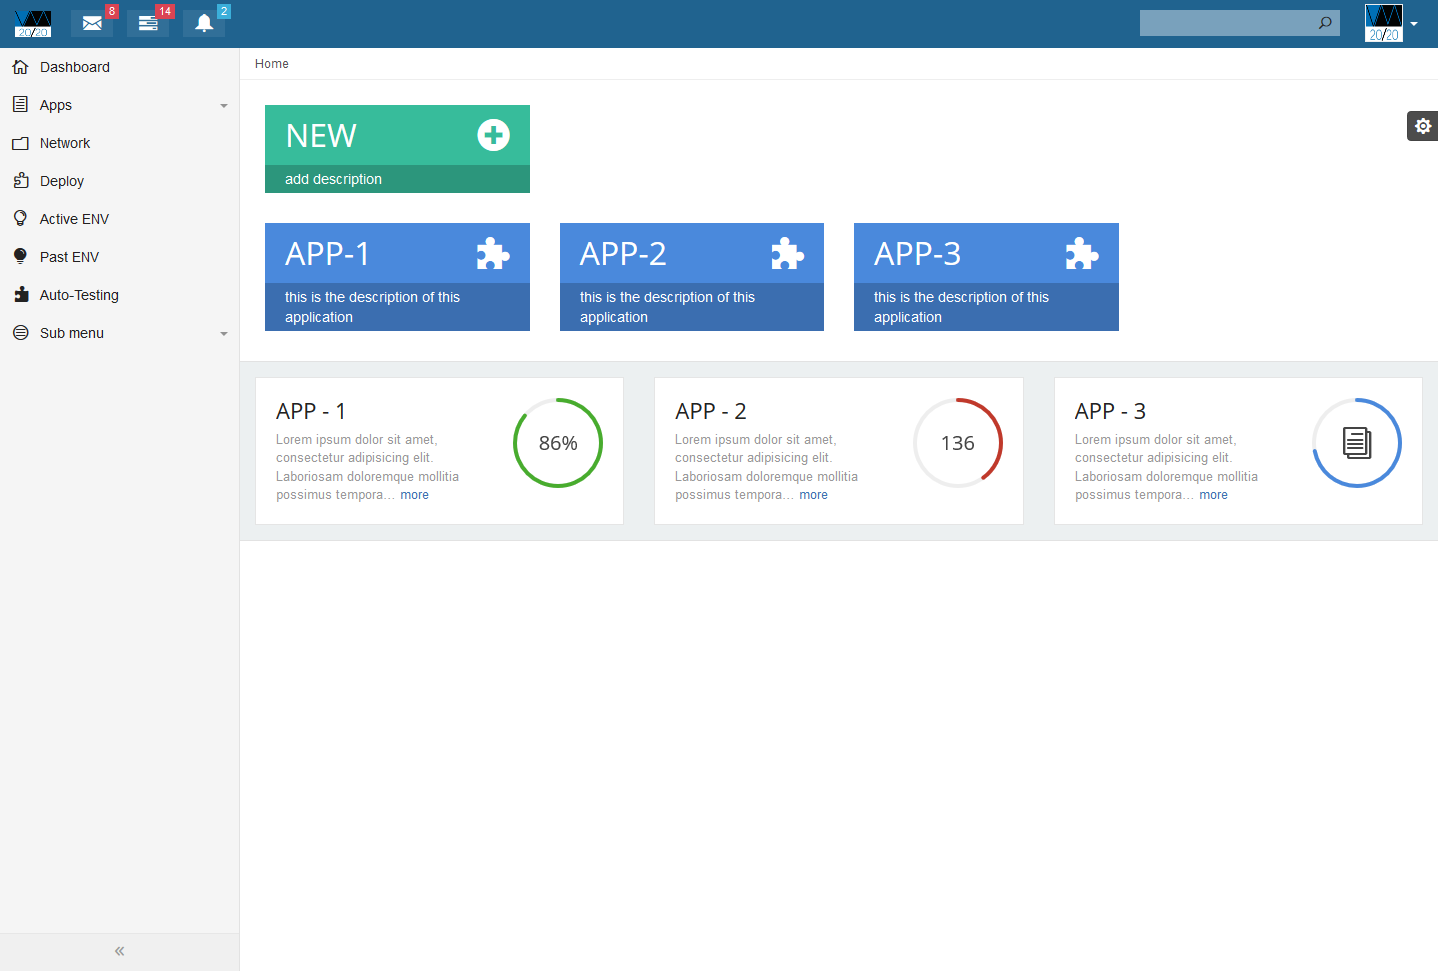 VM
20/20
8
14
2
VM
20/20
Dashboard
Apps
Network
Deploy
Active ENV
Past ENV
Auto-Testing
Sub menu
Home
NEW
add description
APP-1
this is the description of this
application
APP-2
this is the description of this
application
APP-3
this is the description of this
application
APP - 1
Lorem ipsum dolor sit amet,
consectetur adipisicing elit.
Laboriosam doloremque mollitia
possimus tempora... more
86%
APP - 2
Lorem ipsum dolor sit amet,
consectetur adipisicing elit.
Laboriosam doloremque mollitia
possimus tempora... more
136
APP - 3
Lorem ipsum dolor sit amet,
consectetur adipisicing elit.
Laboriosam doloremque mollitia
possimus tempora... more
«